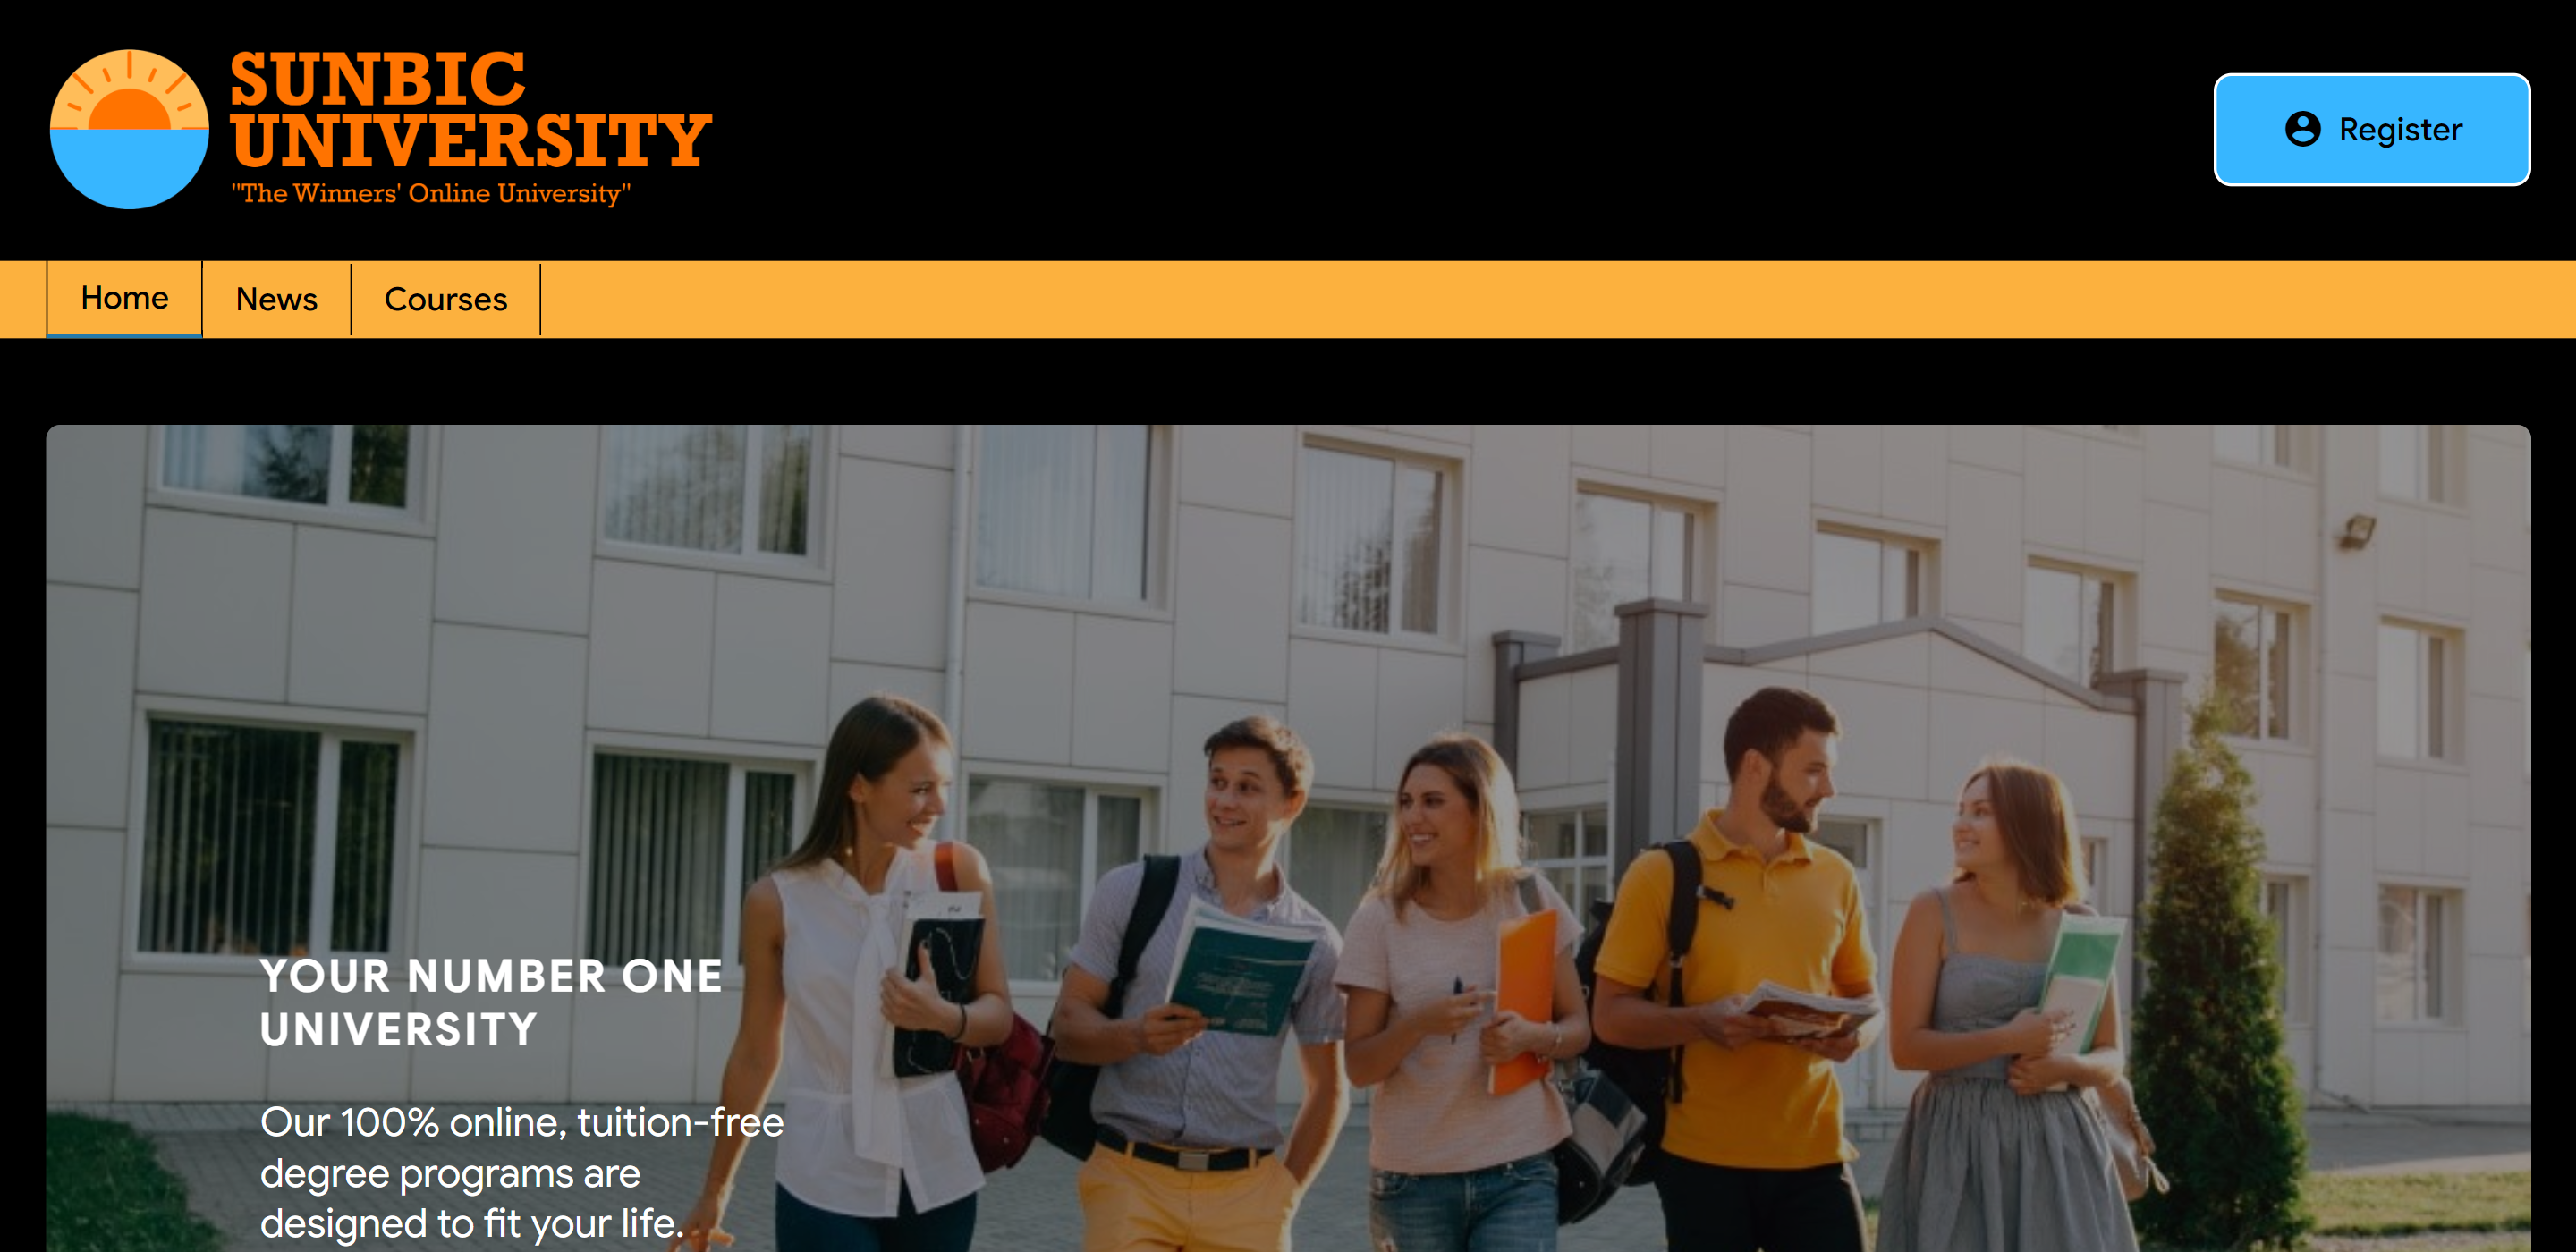 SUNBIC
UNIVERSITY
"The Winners' Online University"
Register
Home
News
Courses
YOUR NUMBER ONE
UNIVERSITY
Our 100% online, tuition-free
degree programs are
designed to fit your life.